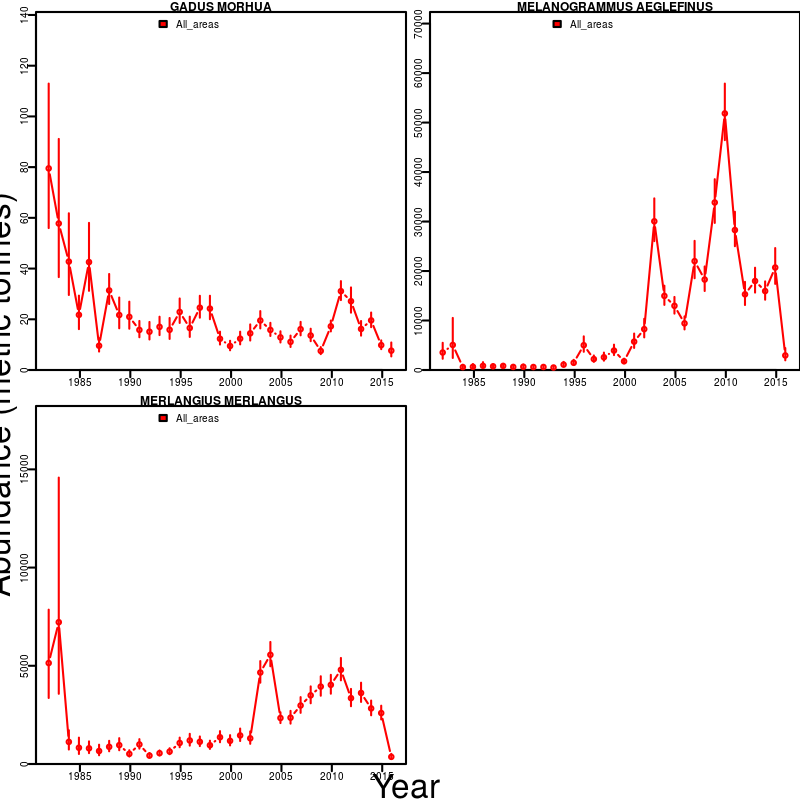 GADUS MORHUA
All_areas
0 20 40 60 80 100 120 140
1985 1990 1995 2000 2005 2010 2015
MELANOGRAMMUS AEGLEFINUS
All_areas
0 10000 20000 30000 40000 50000 60000 70000
1985 1990 1995 2000 2005 2010 2015
MERLANGIUS MERLANGUS
All_areas
0 5000 10000 15000
1985 1990 1995 2000 2005 2010 2015
Abundance (metric tonnes)
Year